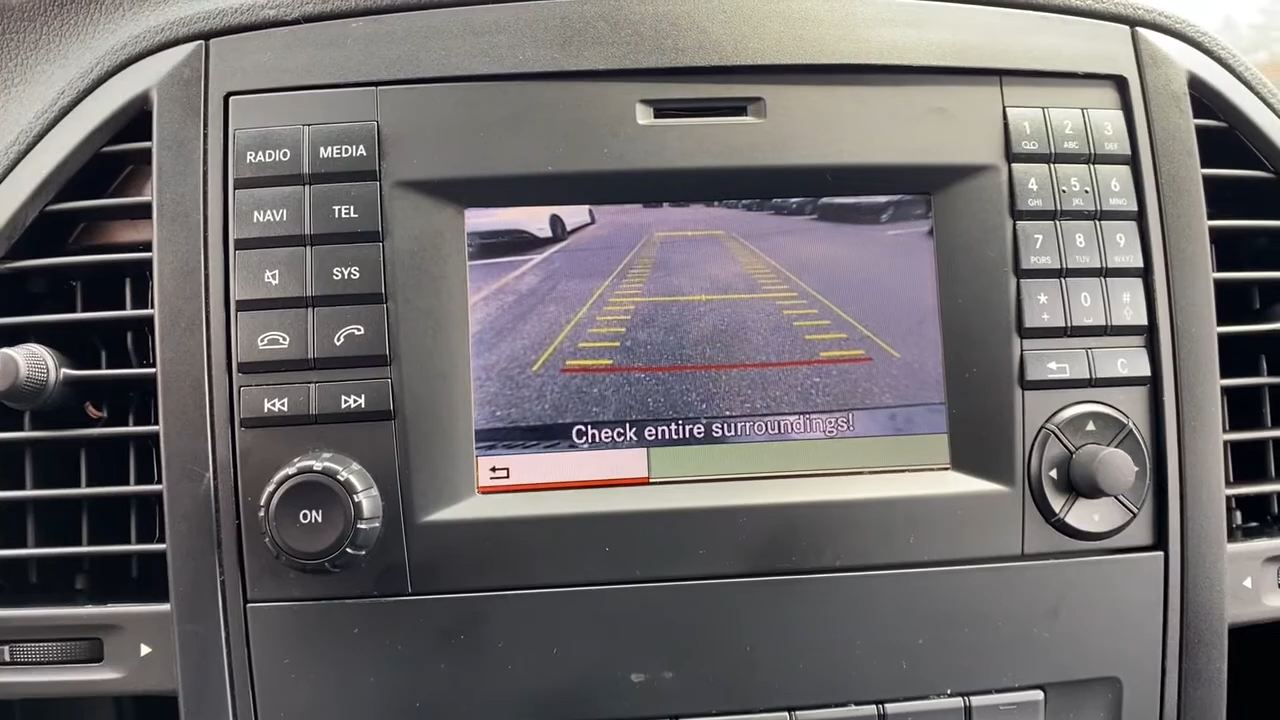 RADIO MEDIA
NAVI TEL
SYS
ON
Check entire surroundings!
1 2 3
ABC DEF
4 5 6
GHI JKL MNO
7 8 9
PQRS TUV WXYZ
* 0 #
+
C